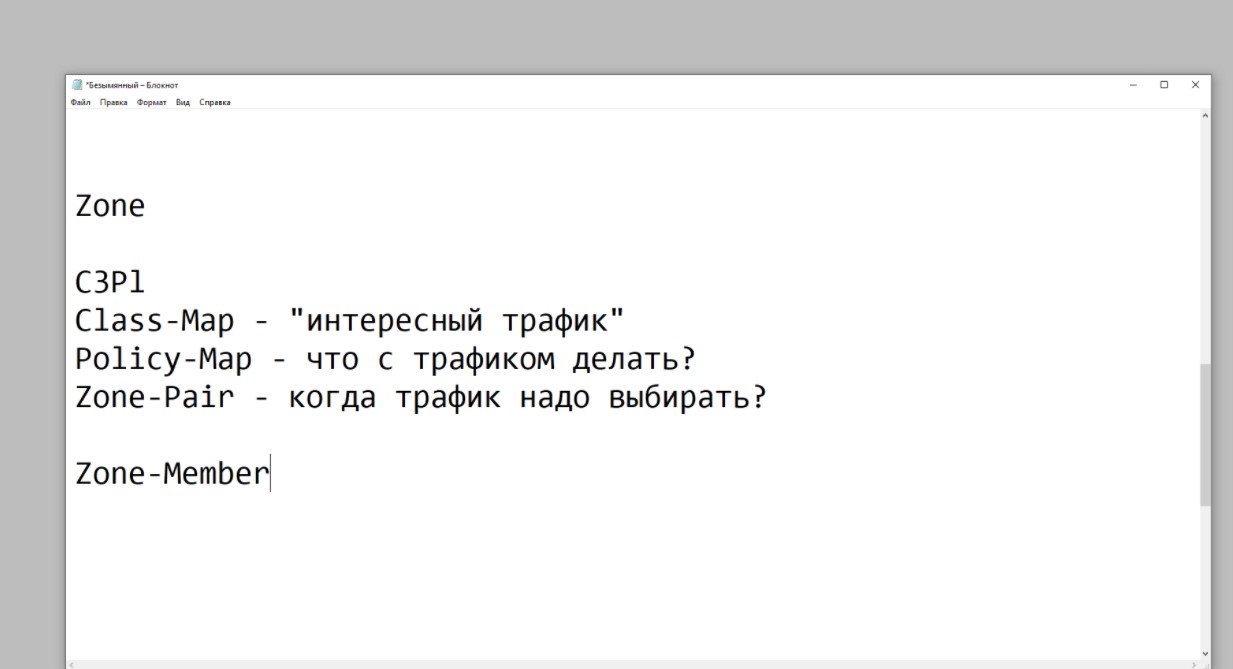 *Безымянный – Блокнот
Файл Правка Формат Вид Справка
Zone
C3Pl
Class-Map - "интересный трафик"
Policy-Map - что с трафиком делать?
Zone-Pair - когда трафик надо выбирать?
Zone-Member